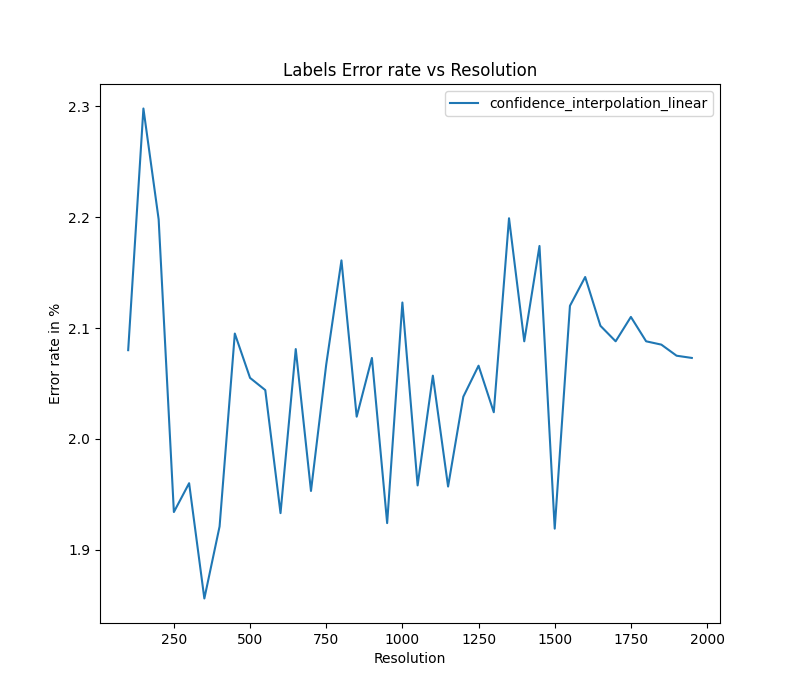 Labels Error rate vs Resolution
confidence_interpolation_linear
2.3
2.2
2.1
2.0
1.9
Error rate in %
250 500 750 1000 1250 1500 1750 2000
Resolution